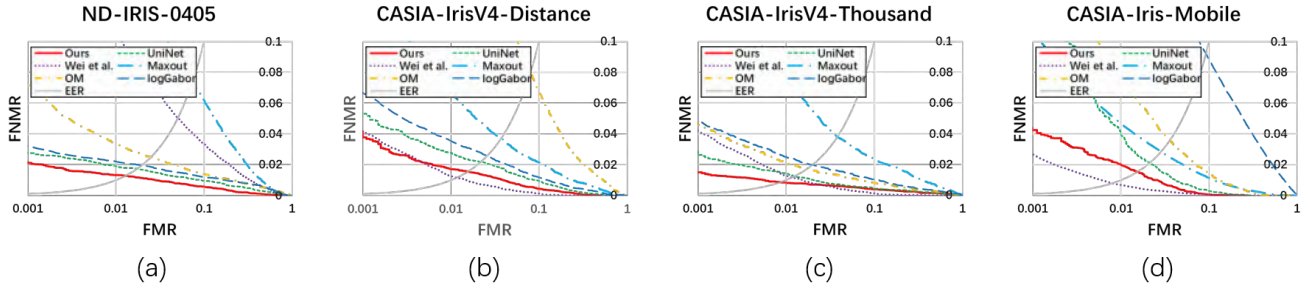 ND-IRIS-0405
FNMR
Ours
UniNet
Wei et al.
Maxout
OM
logGabor
EER
0.1
0.08
0.06
0.04
0.02
0
0.001
0.01
0.1
1
FMR
(a)
CASIA-IrisV4-Distance
FNMR
Ours
UniNet
Wei et al.
Maxout
OM
logGabor
EER
0.1
0.08
0.06
0.04
0.02
0
0.001
0.01
0.1
1
FMR
(b)
CASIA-IrisV4-Thousand
FNMR
Ours
UniNet
Wei et al.
Maxout
OM
logGabor
EER
0.1
0.08
0.06
0.04
0.02
0
0.001
0.01
0.1
1
FMR
(c)
CASIA-Iris-Mobile
FNMR
Ours
UniNet
Wei et al.
Maxout
OM
logGabor
EER
0.1
0.08
0.06
0.04
0.02
0
0.001
0.01
0.1
1
FMR
(d)